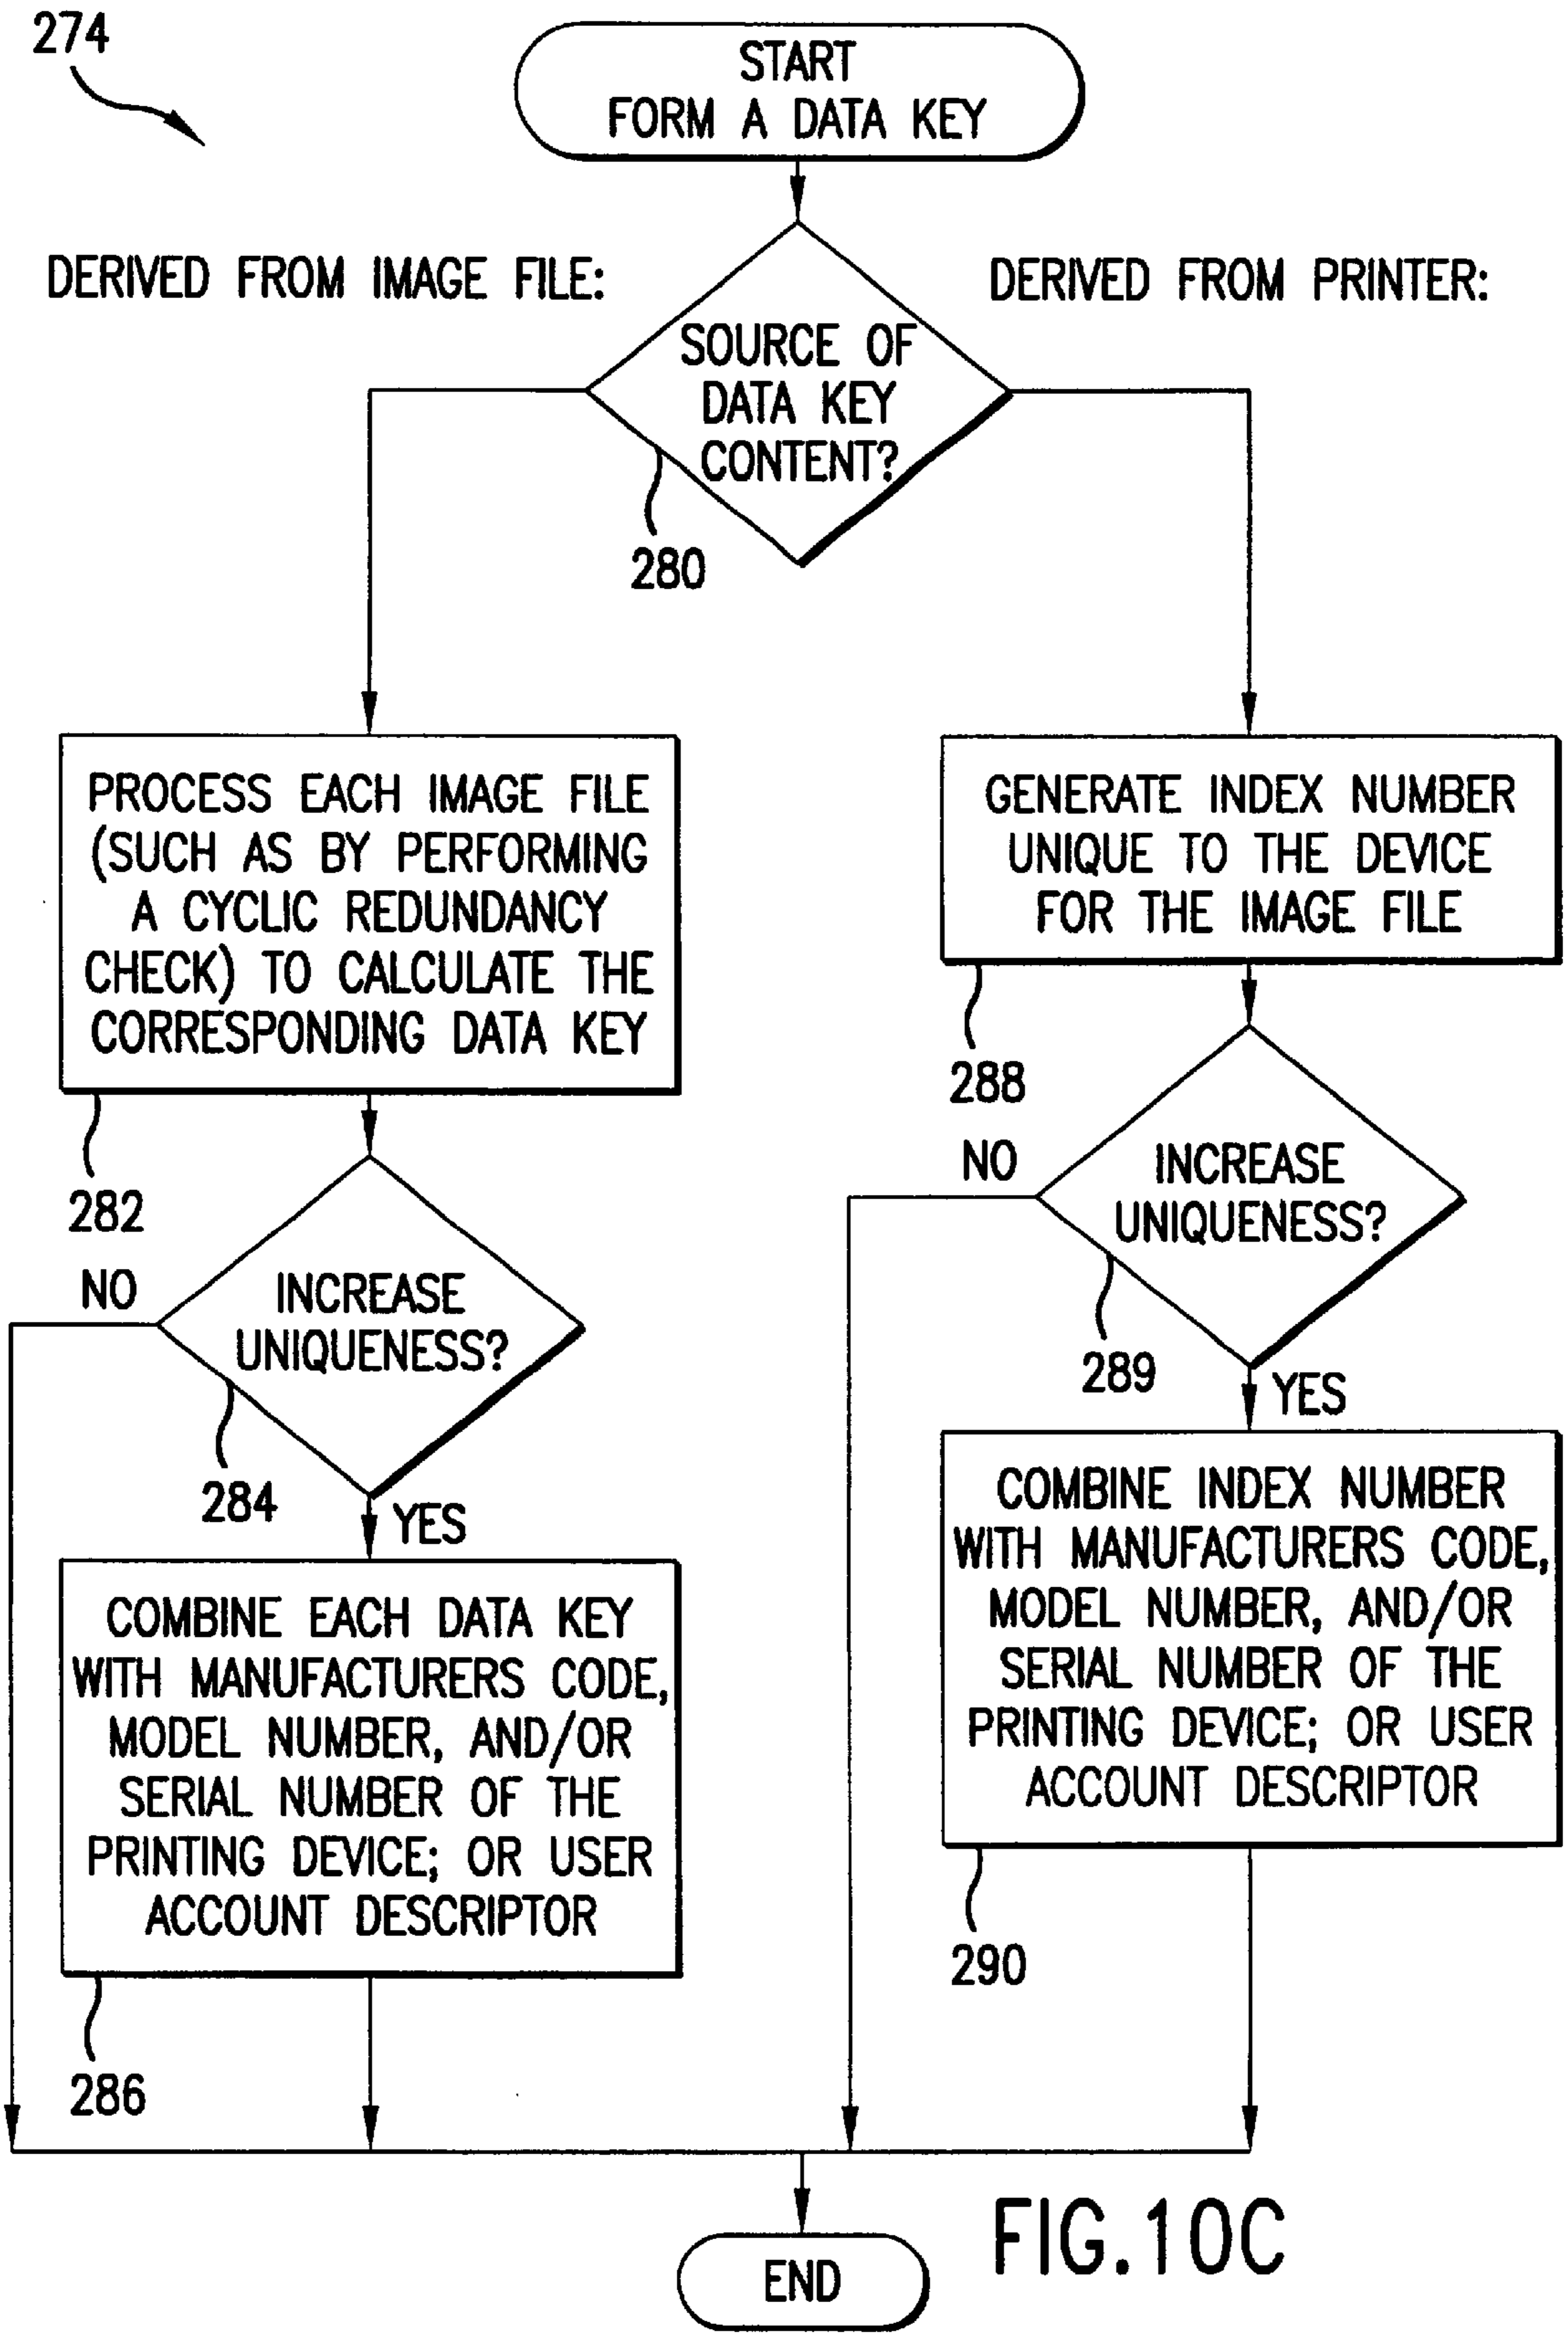 274
START
FORM A DATA KEY
DERIVED FROM IMAGE FILE:
DERIVED FROM PRINTER:
SOURCE OF
DATA KEY
CONTENT?
280
PROCESS EACH IMAGE FILE
(SUCH AS BY PERFORMING
A CYCLIC REDUNDANCY
CHECK) TO CALCULATE THE
CORRESPONDING DATA KEY
282
NO
INCREASE
UNIQUENESS?
284
YES
COMBINE EACH DATA KEY
WITH MANUFACTURERS CODE,
MODEL NUMBER, AND/OR
SERIAL NUMBER OF THE
PRINTING DEVICE; OR USER
ACCOUNT DESCRIPTOR
286
GENERATE INDEX NUMBER
UNIQUE TO THE DEVICE
FOR THE IMAGE FILE
288
NO
INCREASE
UNIQUENESS?
289
YES
COMBINE INDEX NUMBER
WITH MANUFACTURERS CODE,
MODEL NUMBER, AND/OR
SERIAL NUMBER OF THE
PRINTING DEVICE; OR USER
ACCOUNT DESCRIPTOR
290
END
FIG.10C